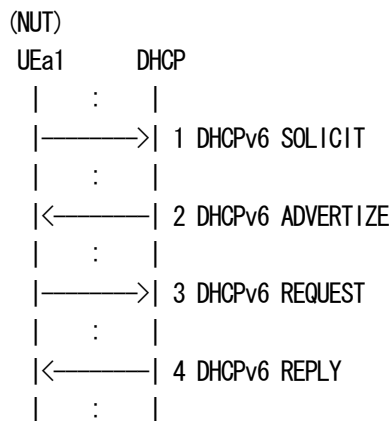 (NUT)
UEa1 DHCP
| : |
|--------->| 1 DHCPv6 SOLICIT
| : |
|<---------| 2 DHCPv6 ADVERTIZE
| : |
|--------->| 3 DHCPv6 REQUEST
| : |
|<---------| 4 DHCPv6 REPLY
| : |